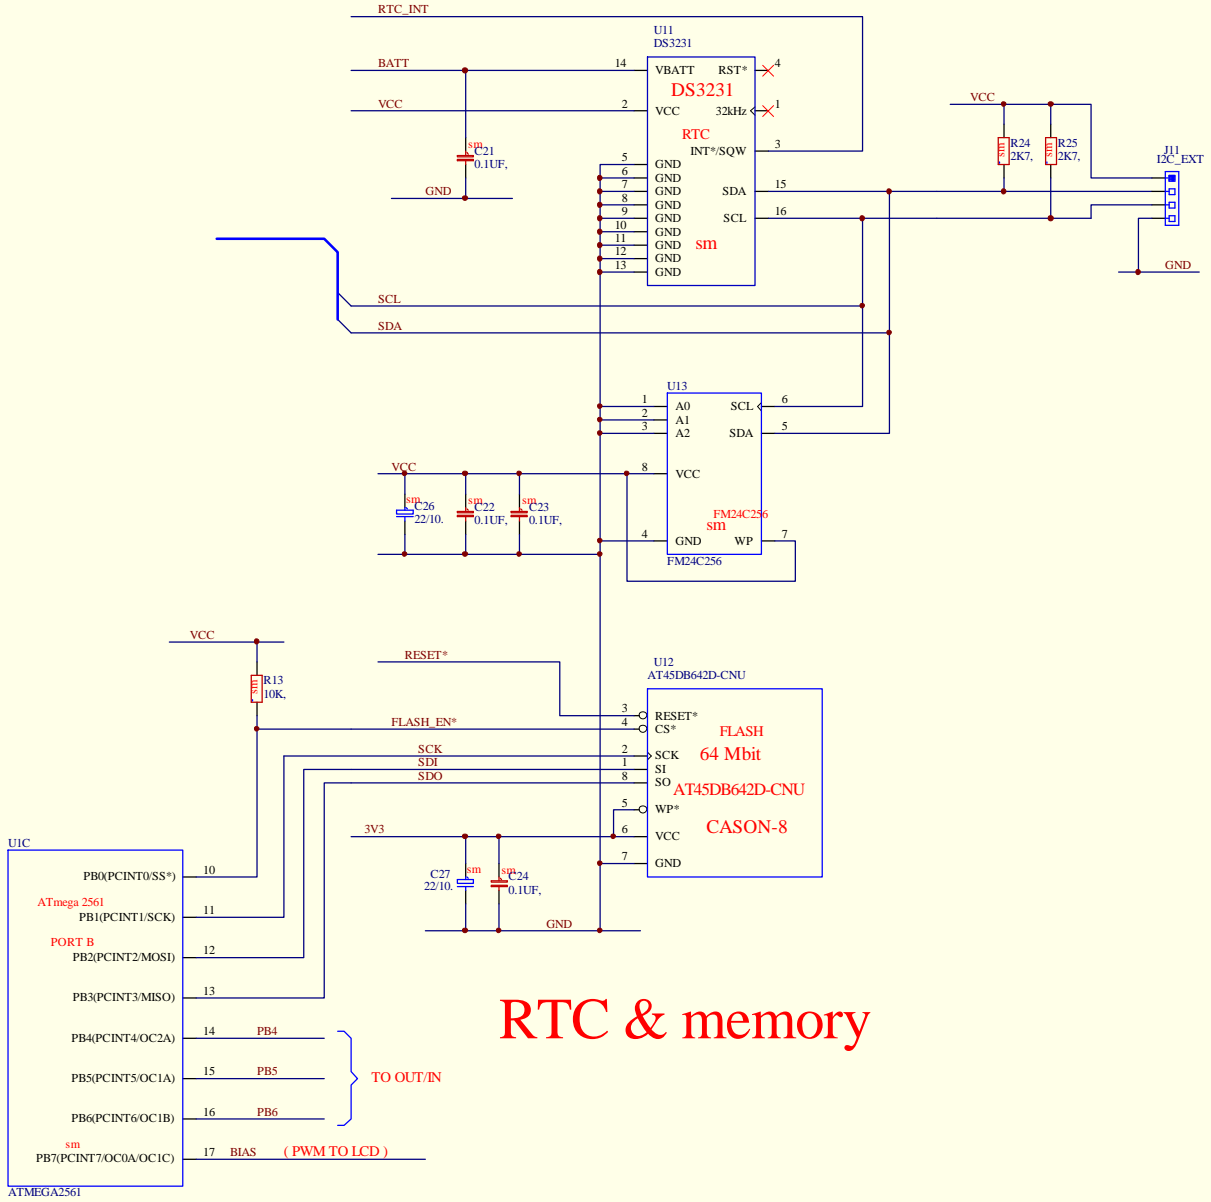 RTC_INT
U11
DS3231
BATT
14
VBATT
RST*
4
DS3231
VCC
2
VCC
32kHz
1
RTC
INT*/SQW
3
sm
C21
0.1UF,
GND
5
GND
6
GND
7
GND
8
GND
9
GND
10
GND
11
GND
12
GND
13
GND
SDA
15
SCL
16
sm
VCC
sm
R24
2K7,
sm
R25
2K7,
J11
I2C_EXT
GND
SCL
SDA
U13
1
A0
2
A1
3
A2
SCL
6
SDA
5
VCC
8
VCC
sm
C26
22/10.
sm
C22
0.1UF,
sm
C23
0.1UF,
FM24C256
sm
4
GND
WP
7
FM24C256
VCC
sm
R13
10K,
RESET*
U12
AT45DB642D-CNU
3
RESET*
FLASH_EN*
4
CS*
FLASH
SCK
2
SCK
64 Mbit
SDI
1
SI
SDO
8
SO
AT45DB642D-CNU
5
WP*
CASON-8
3V3
6
VCC
7
GND
C27
22/10.
sm
sm
C24
0.1UF,
GND
U1C
PB0(PCINT0/SS*)
10
ATmega 2561
PB1(PCINT1/SCK)
11
PORT B
PB2(PCINT2/MOSI)
12
PB3(PCINT3/MISO)
13
RTC & memory
PB4(PCINT4/OC2A)
14
PB4
PB5(PCINT5/OC1A)
15
PB5
TO OUT/IN
PB6(PCINT6/OC1B)
16
PB6
sm
PB7(PCINT7/OC0A/OC1C)
17
BIAS
( PWM TO LCD )
ATMEGA2561